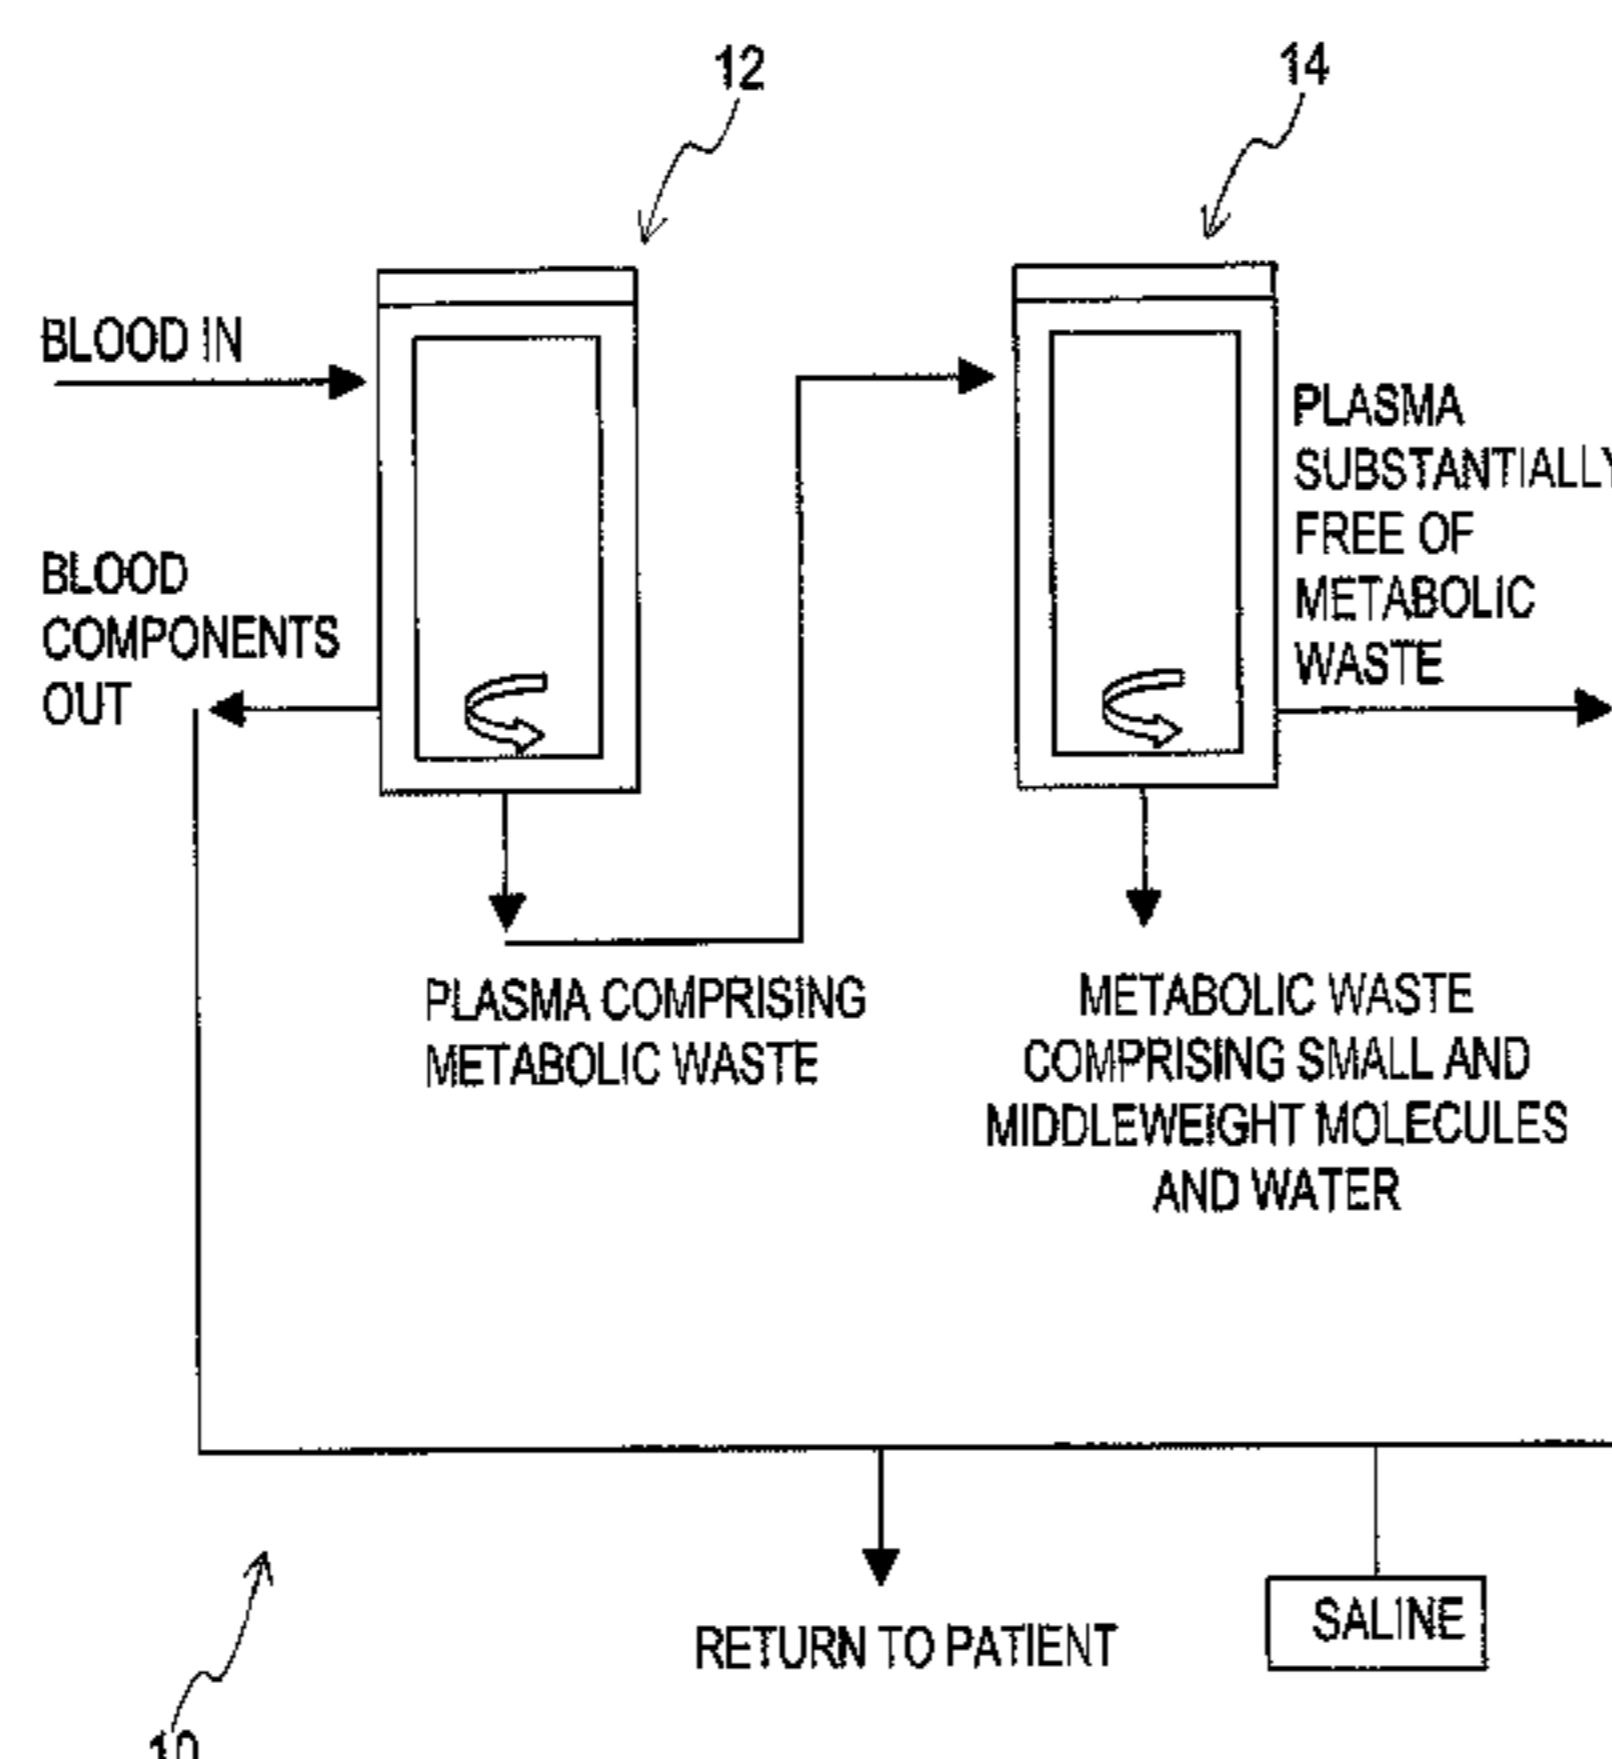 12
14
BLOOD IN
BLOOD
COMPONENTS
OUT
PLASMA
SUBSTANTIALLY
FREE OF
METABOLIC
WASTE
PLASMA COMPRISING
METABOLIC WASTE
METABOLIC WASTE
COMPRISING SMALL AND
MIDDLEWEIGHT MOLECULES
AND WATER
RETURN TO PATIENT
SALINE
10